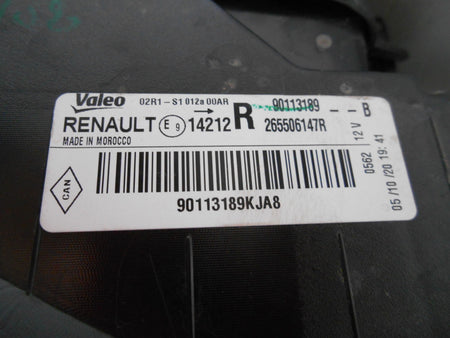 Valeo 02R1-S1 012a 00AR → 90113189 -- B
RENAULT E 9 14212 R 265506147R
MADE IN MOROCCO
CAN
90113189KJA8
0562 12 V
05/10/20 19:41